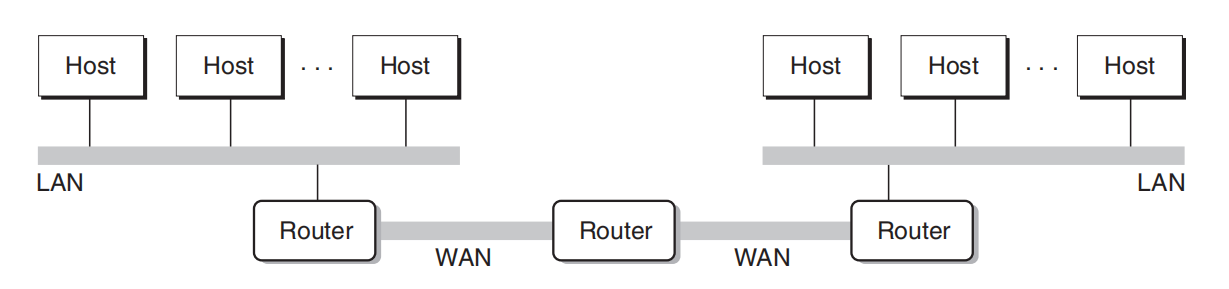 Host Host ... Host Host Host ... Host
LAN LAN
Router Router Router
WAN WAN